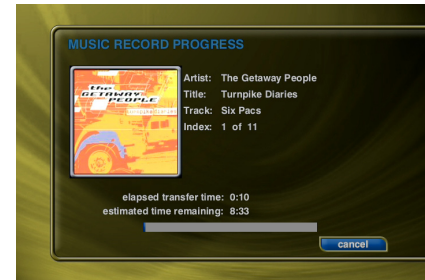 MUSIC RECORD PROGRESS
the
GETAWAY
PEOPLE
Artist: The Getaway People
Title: Turnpike Diaries
Track: Six Pacs
Index: 1 of 11
elapsed transfer time: 0:10
estimated time remaining: 8:33
cancel